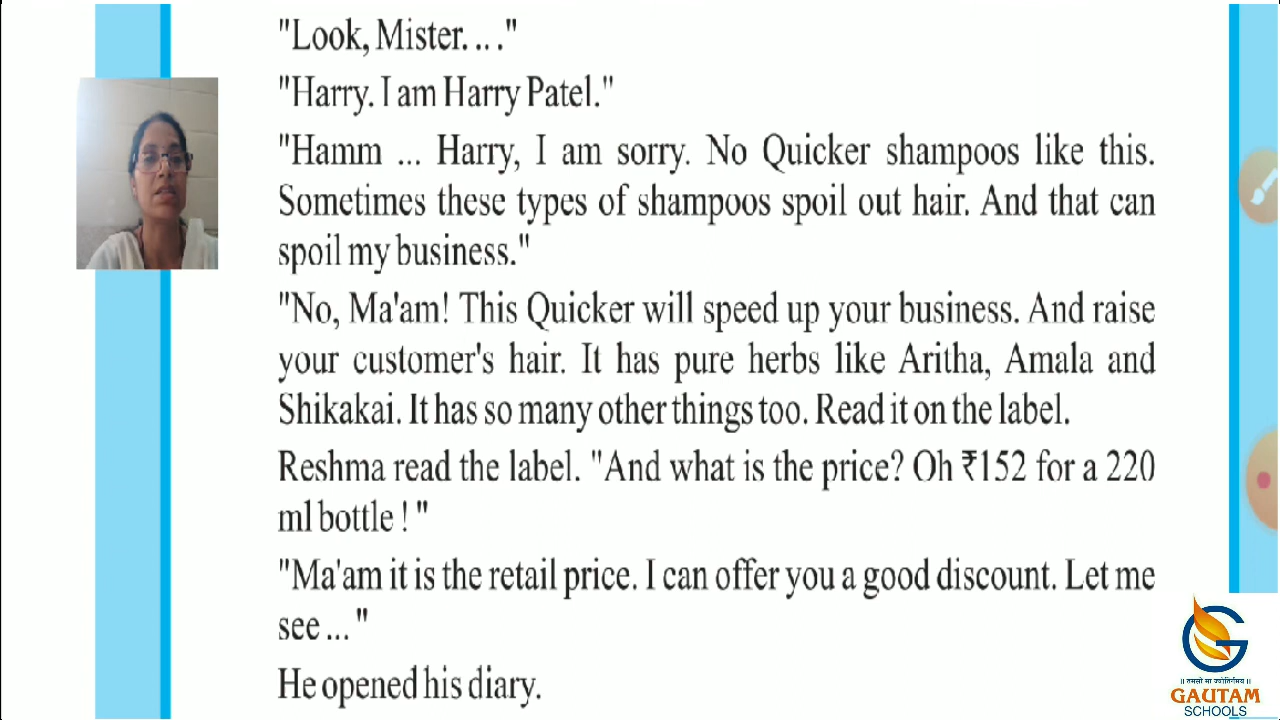 "Look, Mister. .. ."
"Harry. I am Harry Patel."
"Hamm ... Harry, I am sorry. No Quicker shampoos like this.
Sometimes these types of shampoos spoil out hair. And that can
spoil my business."
"No, Ma'am! This Quicker will speed up your business. And raise
your customer's hair. It has pure herbs like Aritha, Amala and
Shikakai. It has so many other things too. Read it on the label.
Reshma read the label. "And what is the price? Oh ₹152 for a 220
ml bottle ! "
"Ma'am it is the retail price. I can offer you a good discount. Let me
see ... "
He opened his diary.
॥ तमसो मा ज्योतिर्गमय ॥
GAUTAM
SCHOOLS